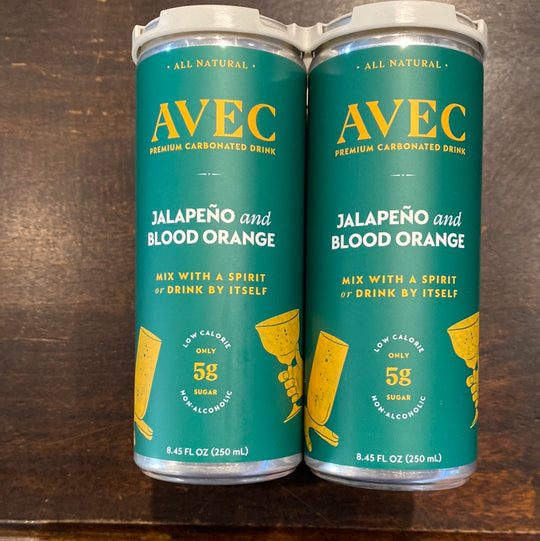 · ALL NATURAL ·
AVEC
PREMIUM CARBONATED DRINK
JALAPEÑO and
BLOOD ORANGE
MIX WITH A SPIRIT
or DRINK BY ITSELF
LOW CALORIE
ONLY
5g
SUGAR
NON-ALCOHOLIC
8.45 FL OZ (250 mL)
· ALL NATURAL ·
AVEC
PREMIUM CARBONATED DRINK
JALAPEÑO and
BLOOD ORANGE
MIX WITH A SPIRIT
or DRINK BY ITSELF
LOW CALORIE
ONLY
5g
SUGAR
NON-ALCOHOLIC
8.45 FL OZ (250 mL)